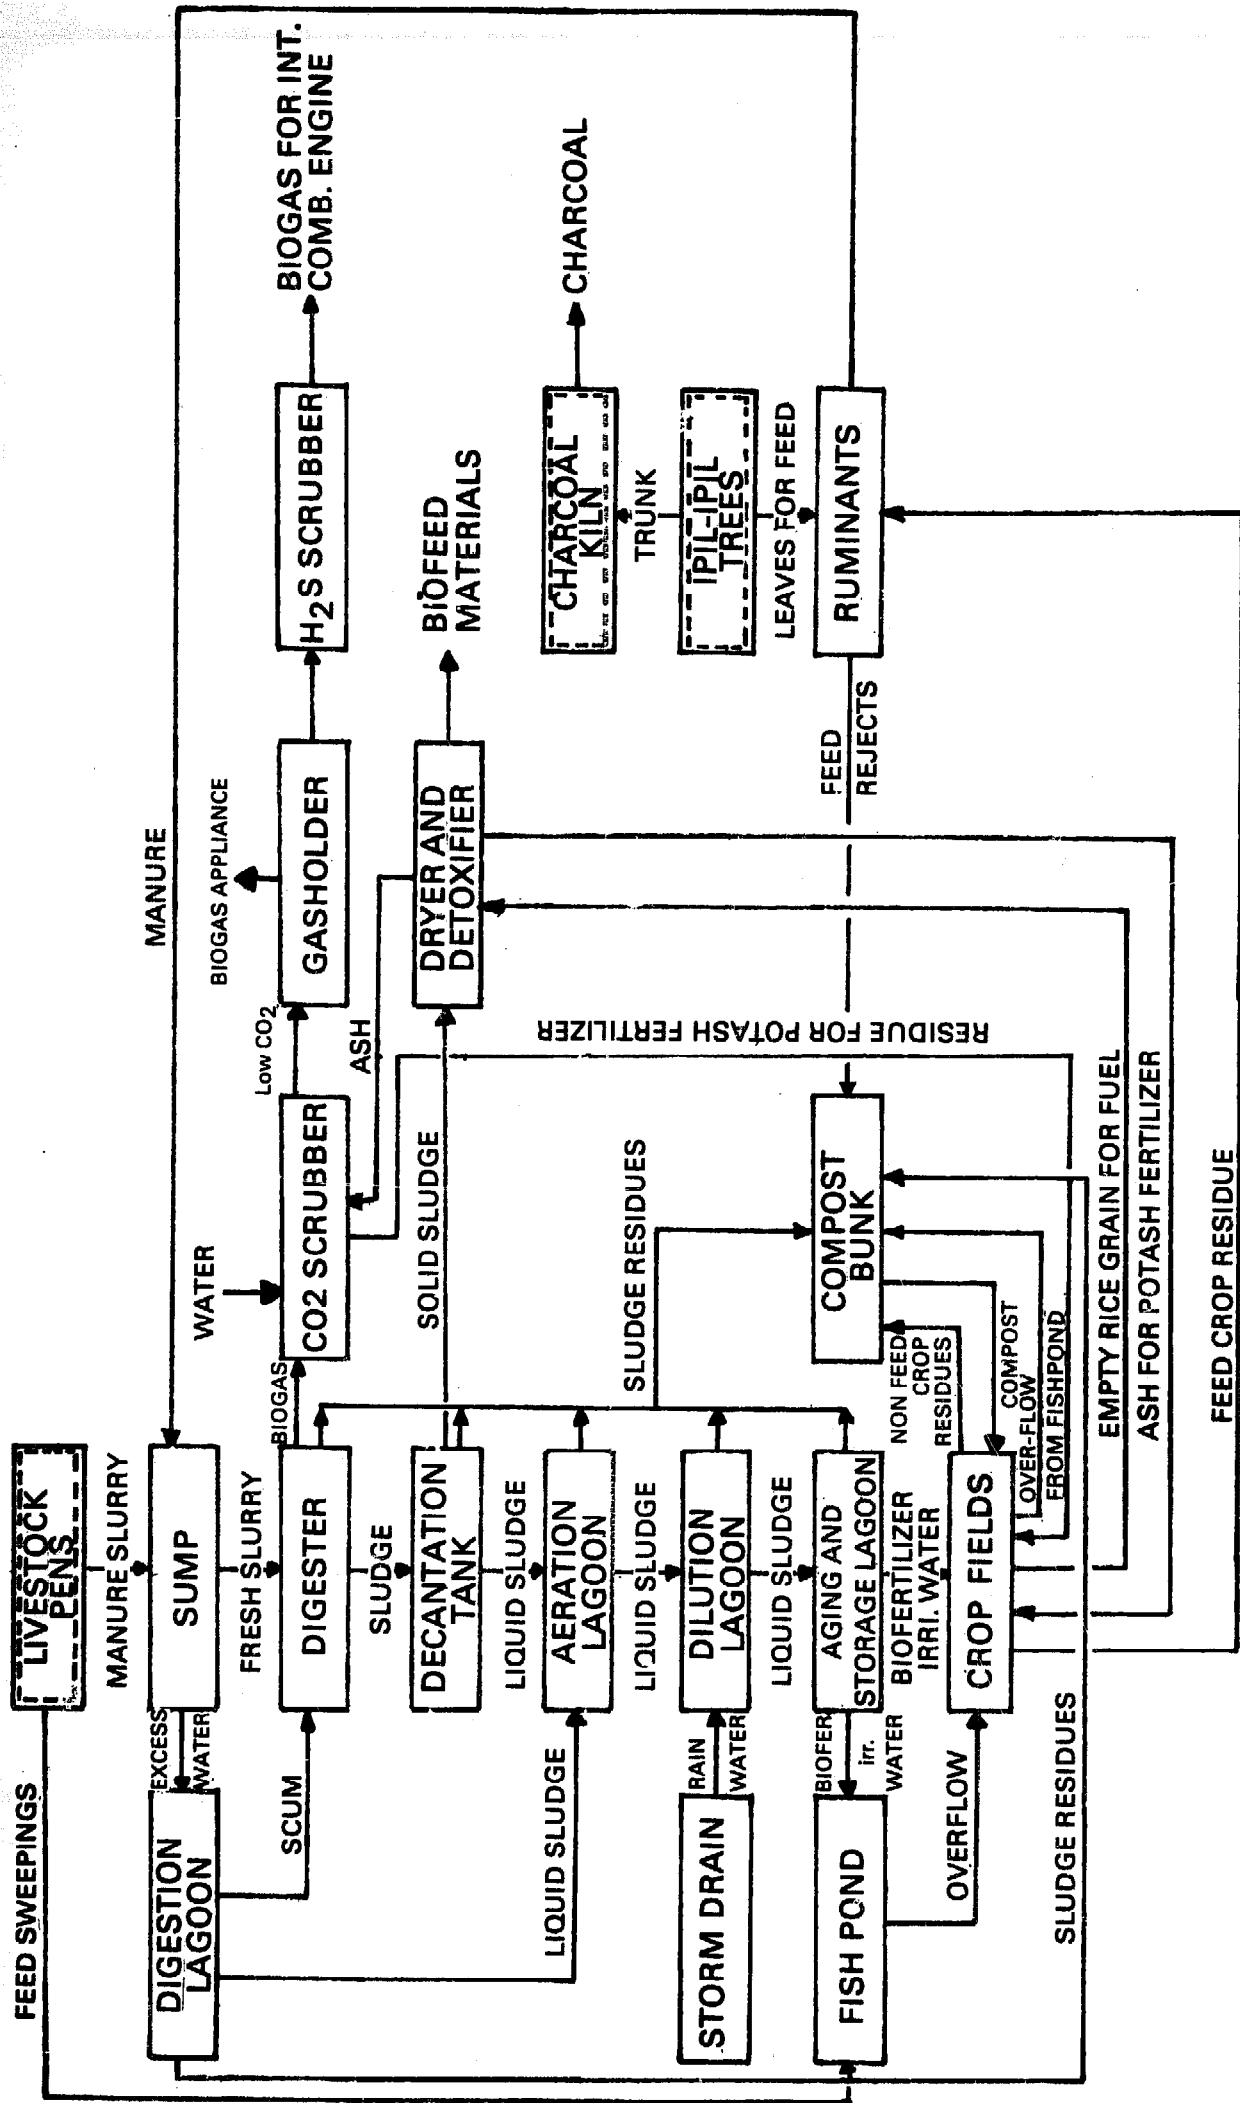 FEED SWEEPINGS
LIVESTOCK
PENS
MANURE SLURRY
MANURE
DIGESTION
LAGOON
EXCESS
WATER
SUMP
FRESH SLURRY
WATER
BIOGAS APPLIANCE
SCUM
DIGESTER
BIOGAS
CO2 SCRUBBER
Low CO2
GASHOLDER
H2S SCRUBBER
BIOGAS FOR INT.
COMB. ENGINE
SLUDGE
ASH
DECANTATION
TANK
SOLID SLUDGE
DRYER AND
DETOXIFIER
BIOFEED
MATERIALS
LIQUID SLUDGE
LIQUID SLUDGE
AERATION
LAGOON
RESIDUE FOR POTASH FERTILIZER
CHARCOAL
KILN
CHARCOAL
LIQUID SLUDGE
SLUDGE RESIDUES
TRUNK
STORM DRAIN
RAIN
WATER
DILUTION
LAGOON
IPIL-IPIL
TREES
LIQUID SLUDGE
LEAVES FOR FEED
FISH POND
BIOFER
irr.
WATER
AGING AND
STORAGE LAGOON
COMPOST
BUNK
FEED
REJECTS
RUMINANTS
BIOFERTILIZER
IRRI. WATER
NON FEED
CROP
RESIDUES
OVERFLOW
CROP FIELDS
COMPOST
OVER-FLOW
FROM FISHPOND
SLUDGE RESIDUES
EMPTY RICE GRAIN FOR FUEL
ASH FOR POTASH FERTILIZER
FEED CROP RESIDUE